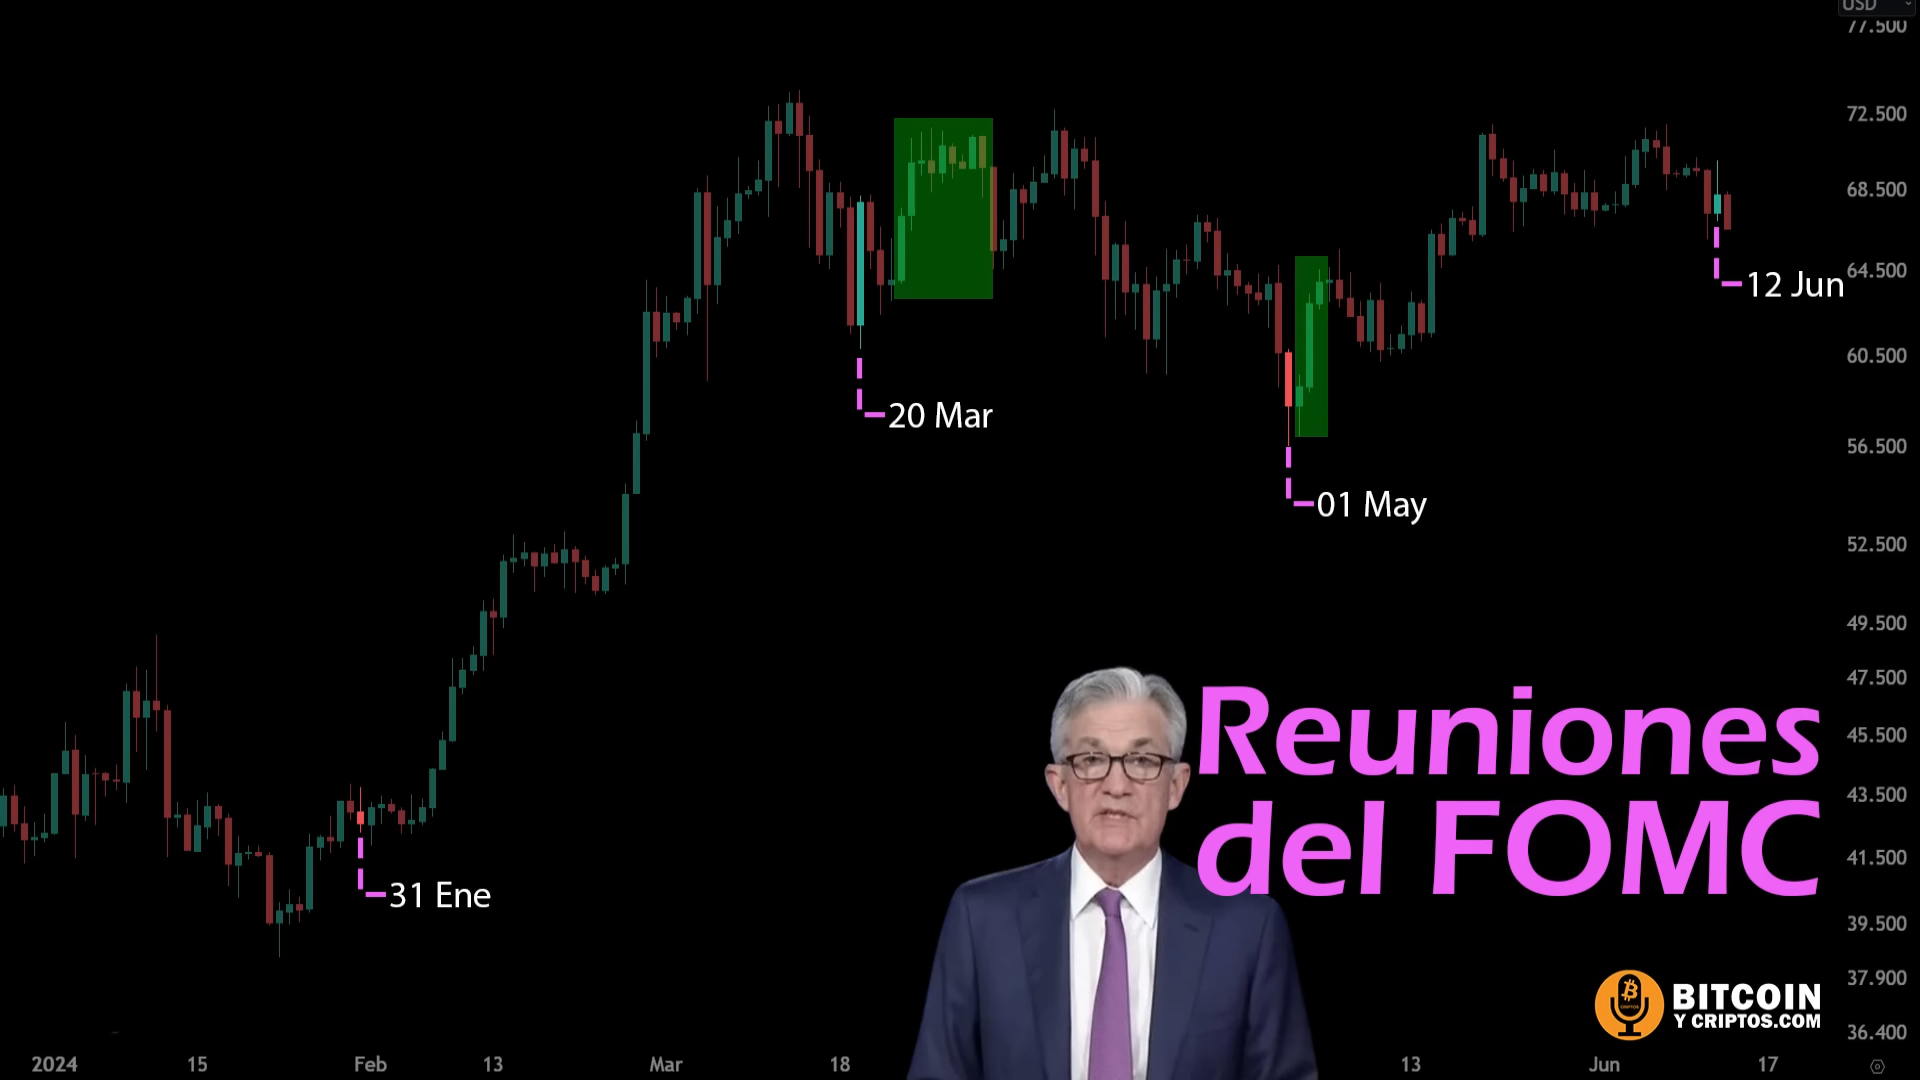 USD
77.500
72.500
68.500
64.500
12 Jun
60.500
20 Mar
56.500
01 May
52.500
49.500
47.500
Reuniones
45.500
43.500
del FOMC
41.500
31 Ene
39.500
37.900
BITCOIN
Y CRIPTOS.COM
36.400
2024
15
Feb
13
Mar
18
13
Jun
17